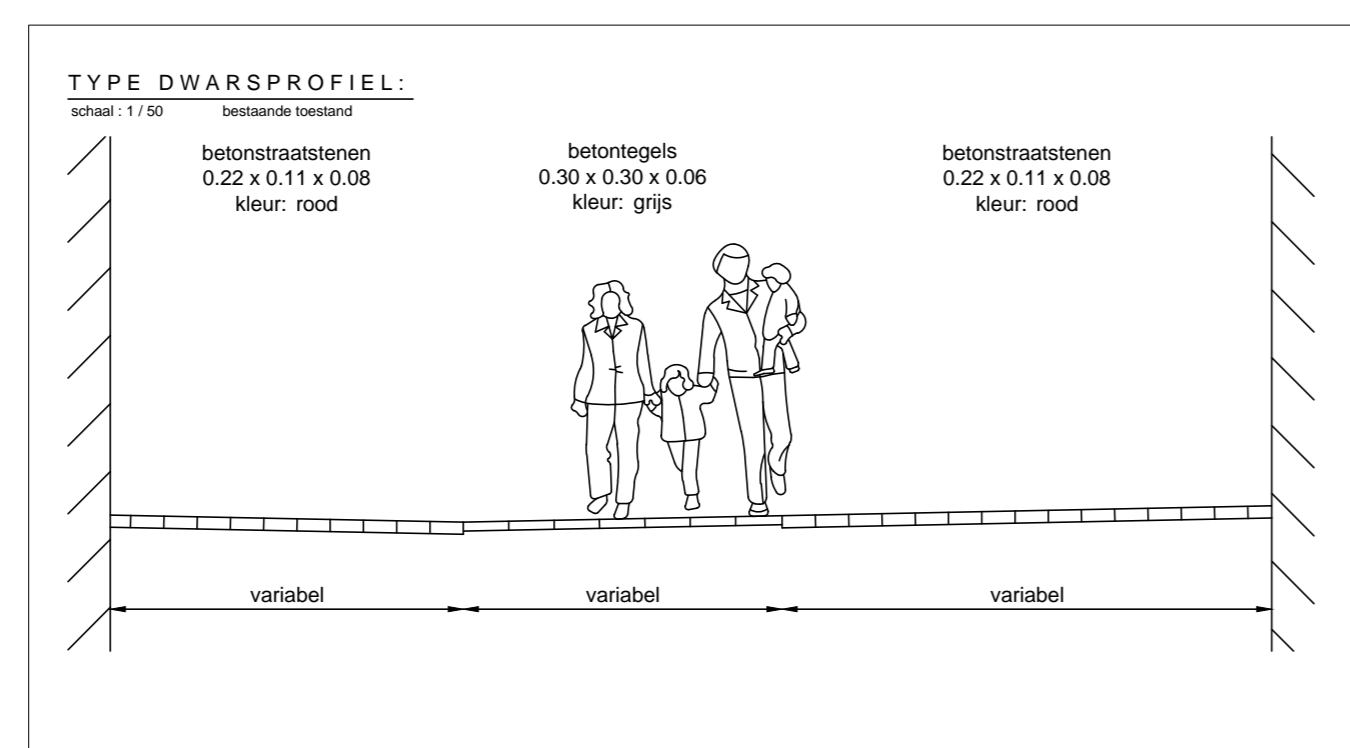 TYPE DWARSPROFIEL:
schaal : 1 / 50 bestaande toestand
betonstraatstenen
0.22 x 0.11 x 0.08
kleur: rood
betontegels
0.30 x 0.30 x 0.06
kleur: grijs
betonstraatstenen
0.22 x 0.11 x 0.08
kleur: rood
variabel
variabel
variabel